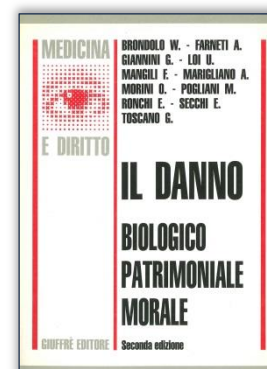 MEDICINA
E DIRITTO
BRONDOLO W. - FARNETI A.
GIANNINI G. - LOI U.
MANGILI F. - MARIGLIANO A.
MORINI O. - POGLIANI M.
RONCHI E. - SECCHI E.
TOSCANO G.
IL DANNO
BIOLOGICO
PATRIMONIALE
MORALE
GIUFFRÈ EDITORE
Seconda edizione